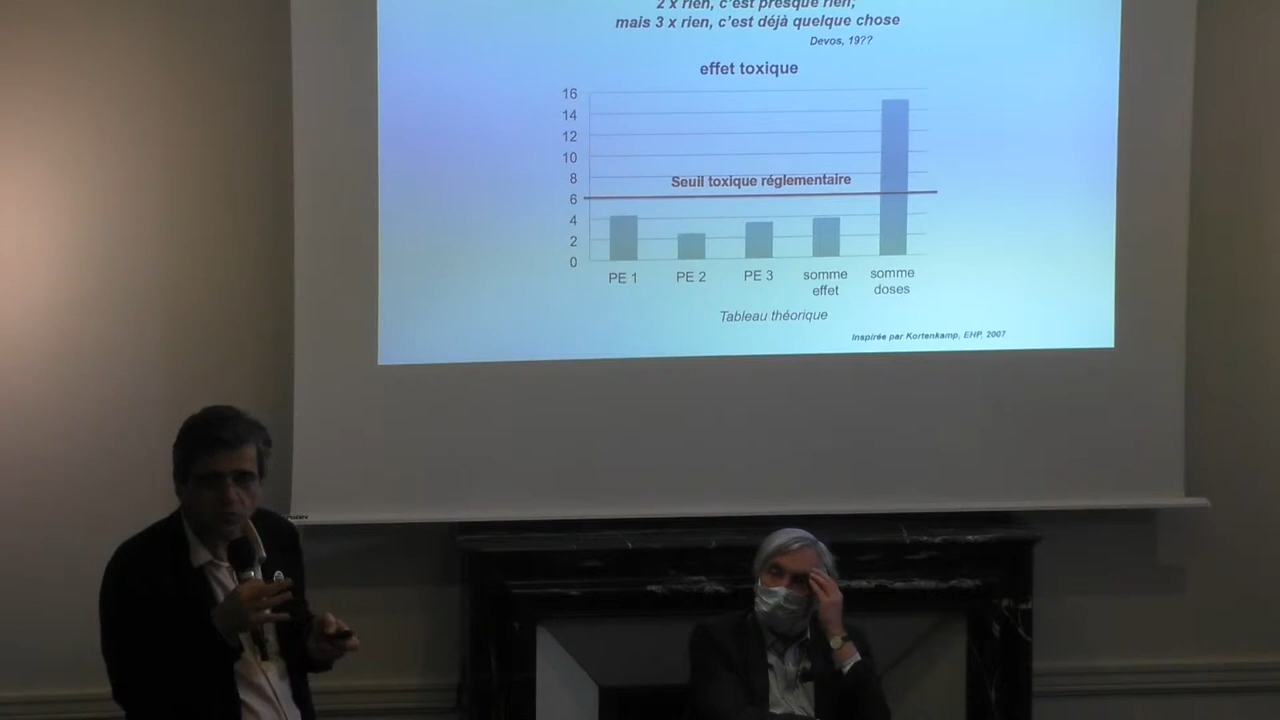 2 x rien, c'est presque rien;
mais 3 x rien, c'est déjà quelque chose
Devos, 19??
effet toxique
16
14
12
10
8
6
4
2
0
Seuil toxique réglementaire
PE 1
PE 2
PE 3
somme effet
somme doses
Tableau théorique
Inspirée par Kortenkamp, EHP, 2007